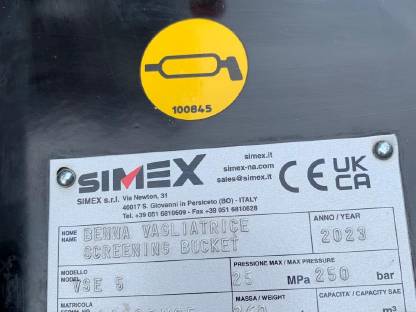 100845
SIMEX
simex.it
simex-na.com
sales@simex.it
CE UK CA
SIMEX s.r.l. Via Newton, 31
40017 S. Giovanni in Persiceto (BO) - ITALY
Tel. +39 051 6810609 - Fax +39 051 6810628
NOME NAME BENNA VAGLIATRICE
SCREENING BUCKET
ANNO / YEAR
2023
MODELLO
MODEL VSE 5
PRESSIONE MAX / MAX PRESSURE
25 MPa 250 bar
MATRICOLA
MASSA / WEIGHT
CAPACITA' / CAPACITY SAE
m³